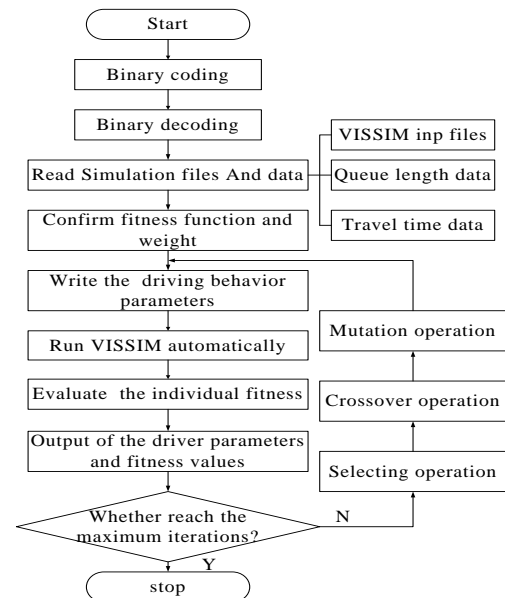 Start
Binary coding
Binary decoding
Read Simulation files And data
VISSIM inp files
Queue length data
Travel time data
Confirm fitness function and
weight
Write the driving behavior
parameters
Run VISSIM automatically
Evaluate the individual fitness
Output of the driver parameters
and fitness values
Whether reach the
maximum iterations?
N
Y
stop
Selecting operation
Crossover operation
Mutation operation